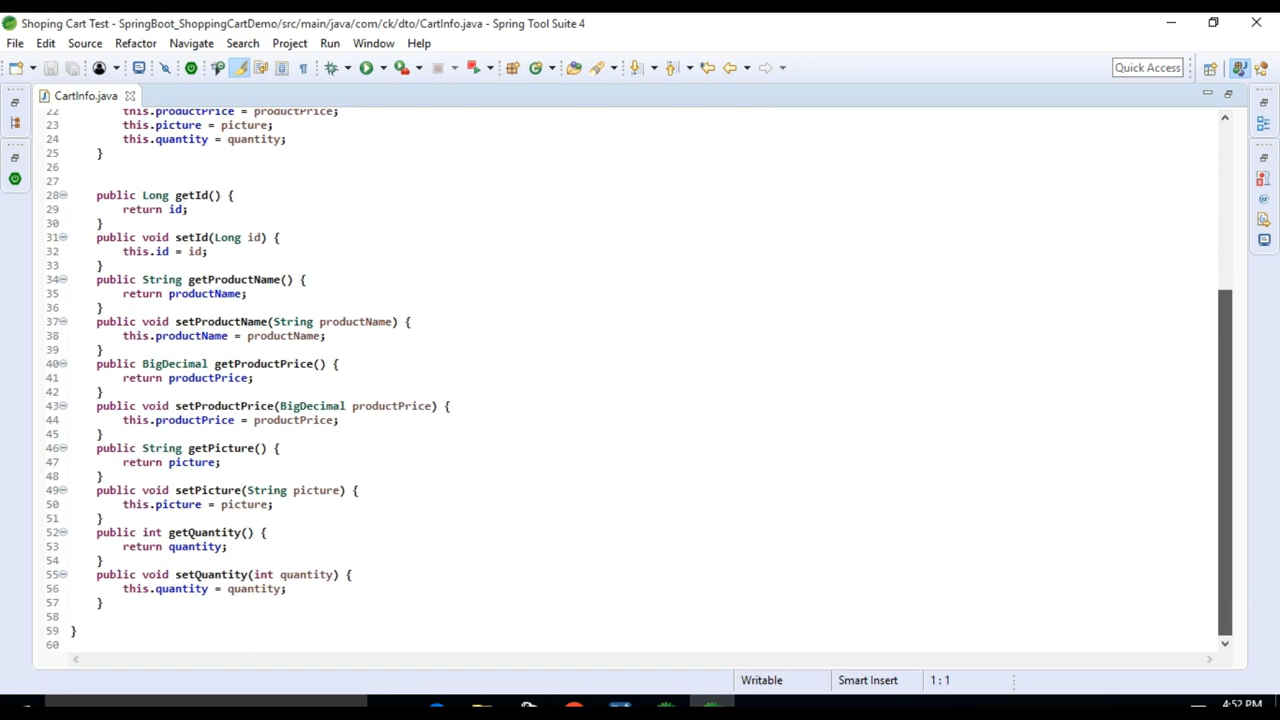 Shoping Cart Test - SpringBoot_ShoppingCartDemo/src/main/java/com/ck/dto/CartInfo.java - Spring Tool Suite 4
File Edit Source Refactor Navigate Search Project Run Window Help
Quick Access
CartInfo.java
22 this.productPrice = productPrice;
23 this.picture = picture;
24 this.quantity = quantity;
25 }
26
27
28 public Long getId() {
29 return id;
30 }
31 public void setId(Long id) {
32 this.id = id;
33 }
34 public String getProductName() {
35 return productName;
36 }
37 public void setProductName(String productName) {
38 this.productName = productName;
39 }
40 public BigDecimal getProductPrice() {
41 return productPrice;
42 }
43 public void setProductPrice(BigDecimal productPrice) {
44 this.productPrice = productPrice;
45 }
46 public String getPicture() {
47 return picture;
48 }
49 public void setPicture(String picture) {
50 this.picture = picture;
51 }
52 public int getQuantity() {
53 return quantity;
54 }
55 public void setQuantity(int quantity) {
56 this.quantity = quantity;
57 }
58
59 }
60
Writable Smart Insert 1 : 1
4:52 PM